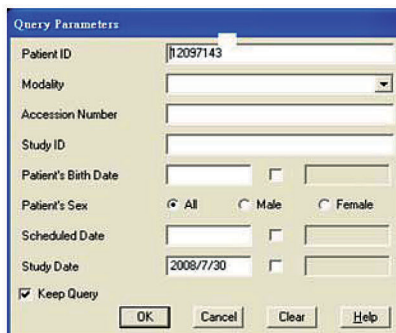 Query Parameters
Patient ID 12097143
Modality
Accession Number
Study ID
Patient's Birth Date
Patient's Sex All Male Female
Scheduled Date
Study Date 2008/7/30
Keep Query
OK Cancel Clear Help